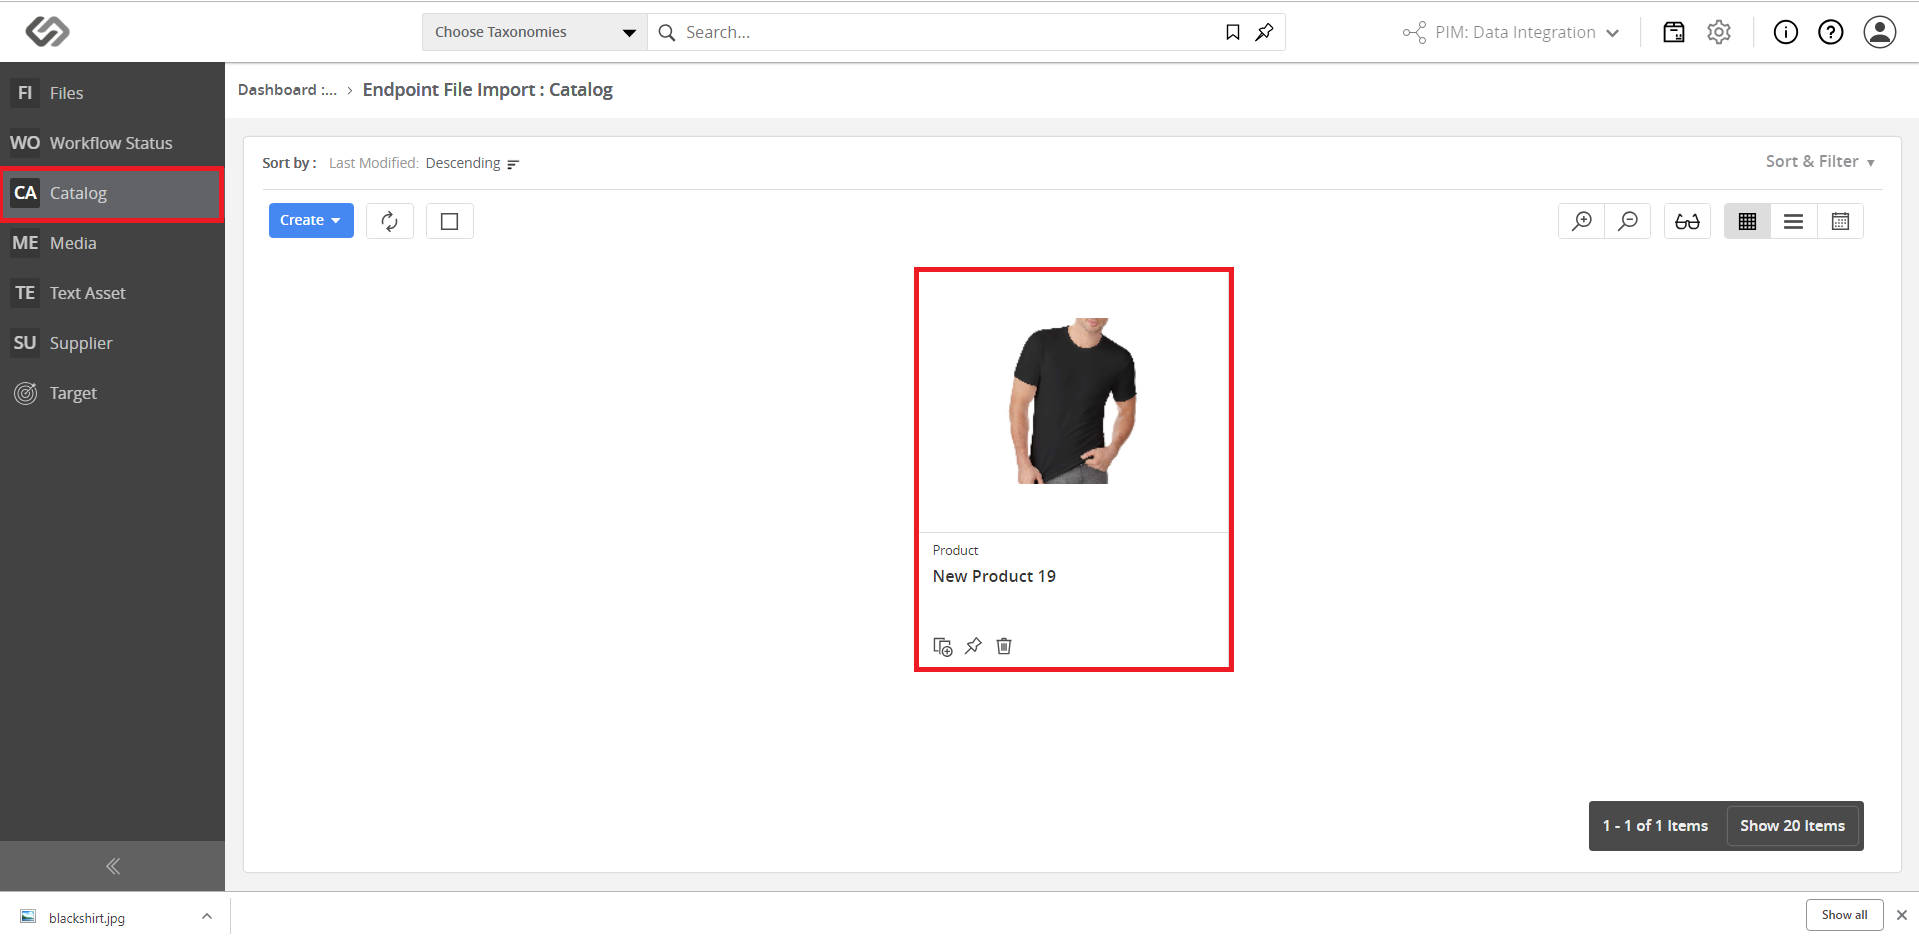 Choose Taxonomies
Search...
PIM: Data Integration
FI Files
WO Workflow Status
CA Catalog
ME Media
TE Text Asset
SU Supplier
Target
Dashboard :... › Endpoint File Import : Catalog
Sort by : Last Modified: Descending
Sort & Filter
Create
Product
New Product 19
1 - 1 of 1 Items
Show 20 Items
blackshirt.jpg
Show all